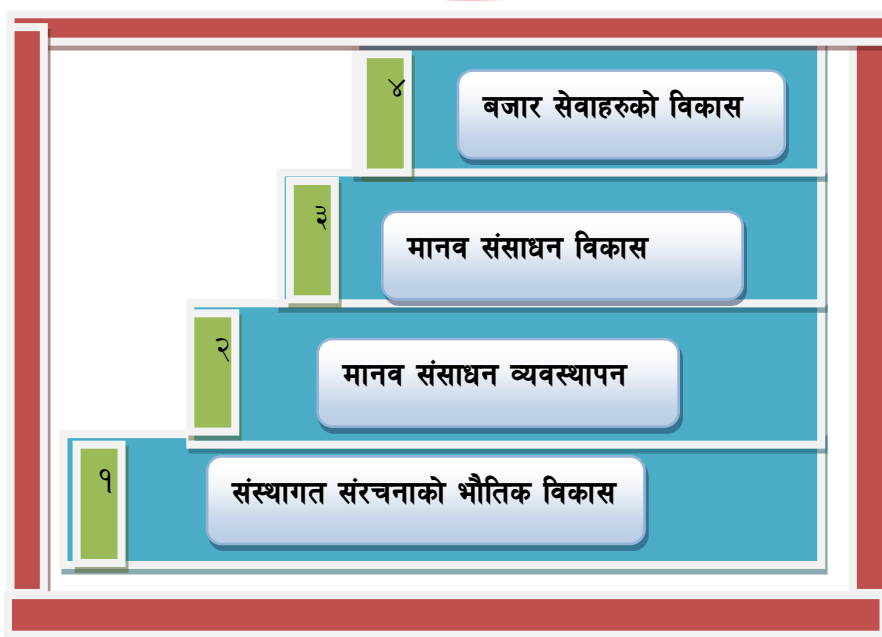 ४
बजार सेवाहरुको विकास
३
मानव संसाधन विकास
२
मानव संसाधन व्यवस्थापन
१
संस्थागत संरचनाको भौतिक विकास